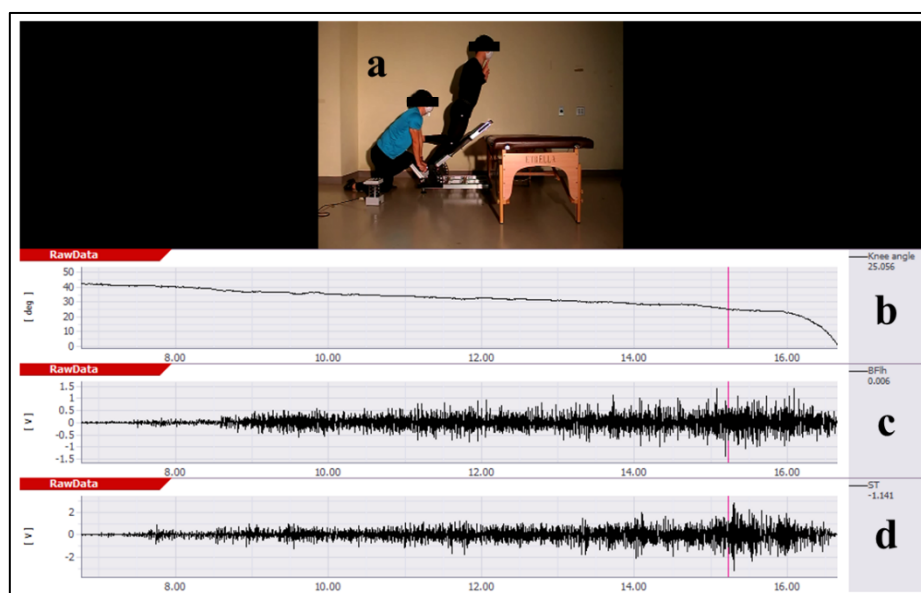 a
RawData
Knee angle
25.056
50
40
30
20
10
0
[ deg ]
b
8.00 10.00 12.00 14.00 16.00
RawData
BFlh
0.006
1.5
1
0.5
0
-0.5
-1
-1.5
[ V ]
c
8.00 10.00 12.00 14.00 16.00
RawData
ST
-1.141
2
0
-2
[ V ]
d
8.00 10.00 12.00 14.00 16.00